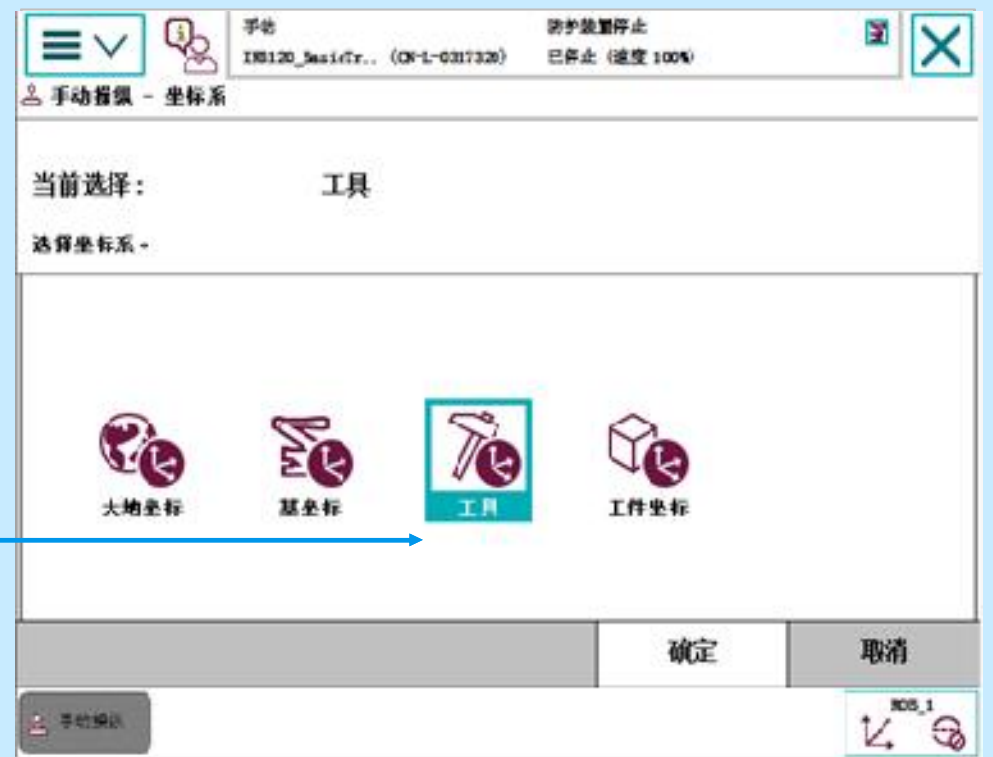 手动 防护装置停止
IRB120_BasicTr.. (CN-L-0317320) 已停止 (速度 100%)
手动操纵 - 坐标系
当前选择: 工具
选择坐标系。
大地坐标 基坐标 工具 工件坐标
确定 取消
手动操纵 ROB_1